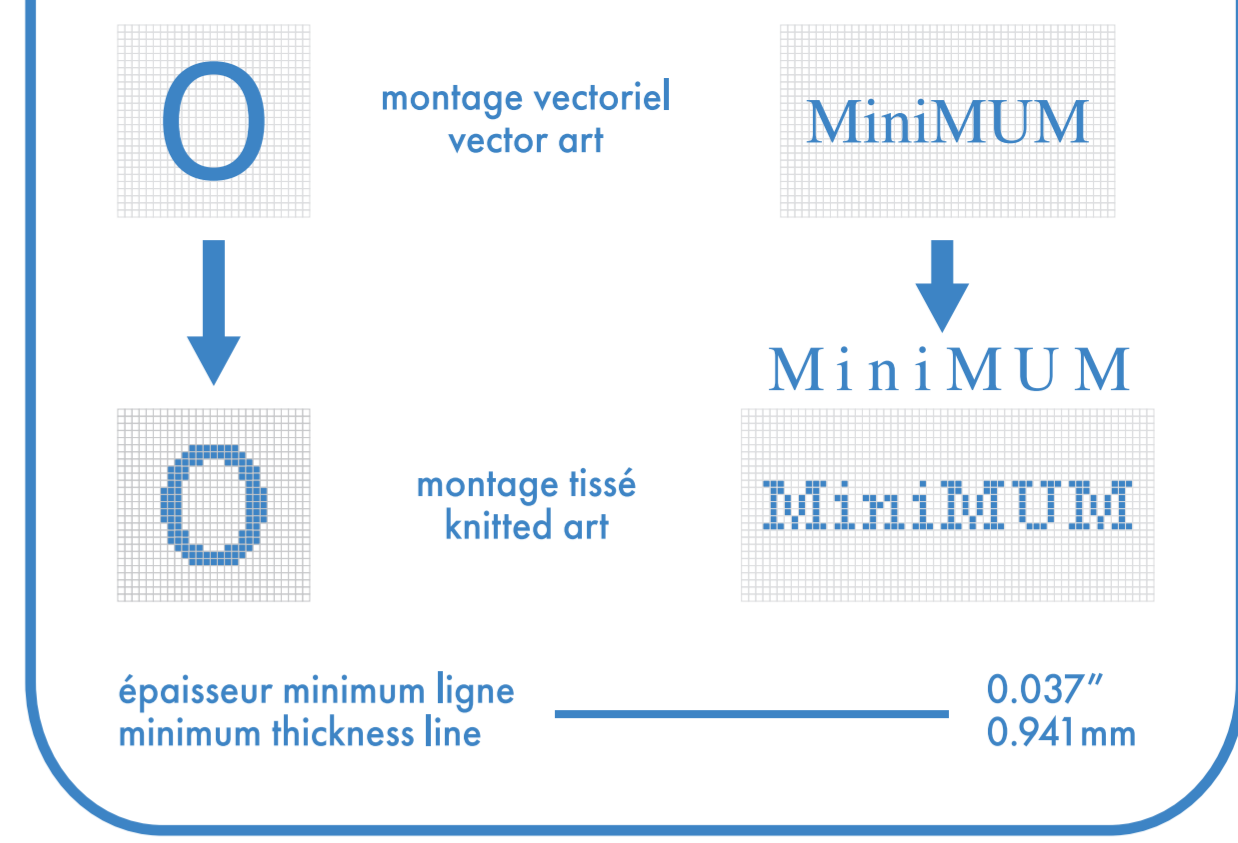 O
montage vectoriel
vector art
MiniMUM
MiniMUM
O
montage tissé
knitted art
MiniMUM
épaisseur minimum ligne
minimum thickness line
0.037"
0.941mm